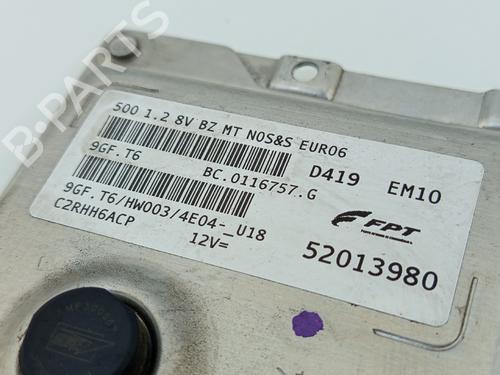 B-PARTS
500 1.2 8V BZ MT NOS&S EURO6
9GF.T6
BC.0116757.G
D419 EM10
9GF.T6/HW003/4E04-_U18
C2RHH6ACP
12V=
FPT
52013980